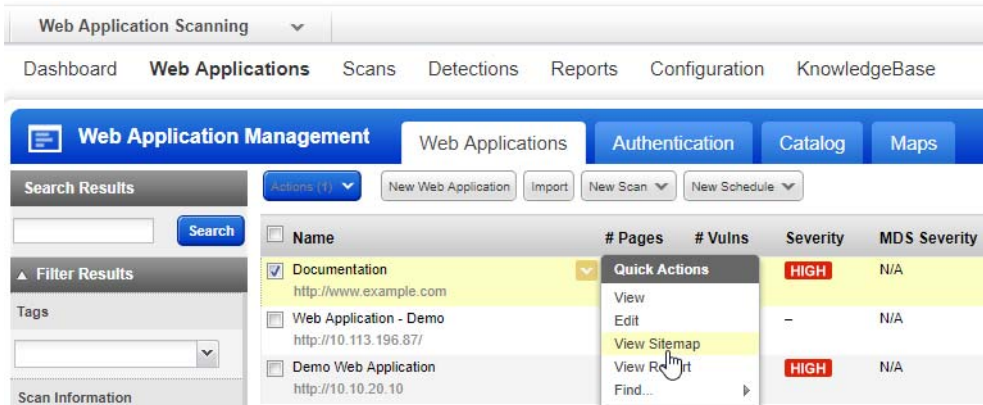 Web Application Scanning
Dashboard Web Applications Scans Detections Reports Configuration KnowledgeBase
Web Application Management Web Applications Authentication Catalog Maps
Search Results Actions (1) New Web Application Import New Scan New Schedule
Search
Name # Pages # Vulns Severity MDS Severity
Filter Results
Documentation Quick Actions HIGH N/A
http://www.example.com
View
Tags
Web Application - Demo Edit – N/A
http://10.113.196.87/ View Sitemap
Demo Web Application View HIGH N/A
http://10.10.20.10 Find...
Scan Information